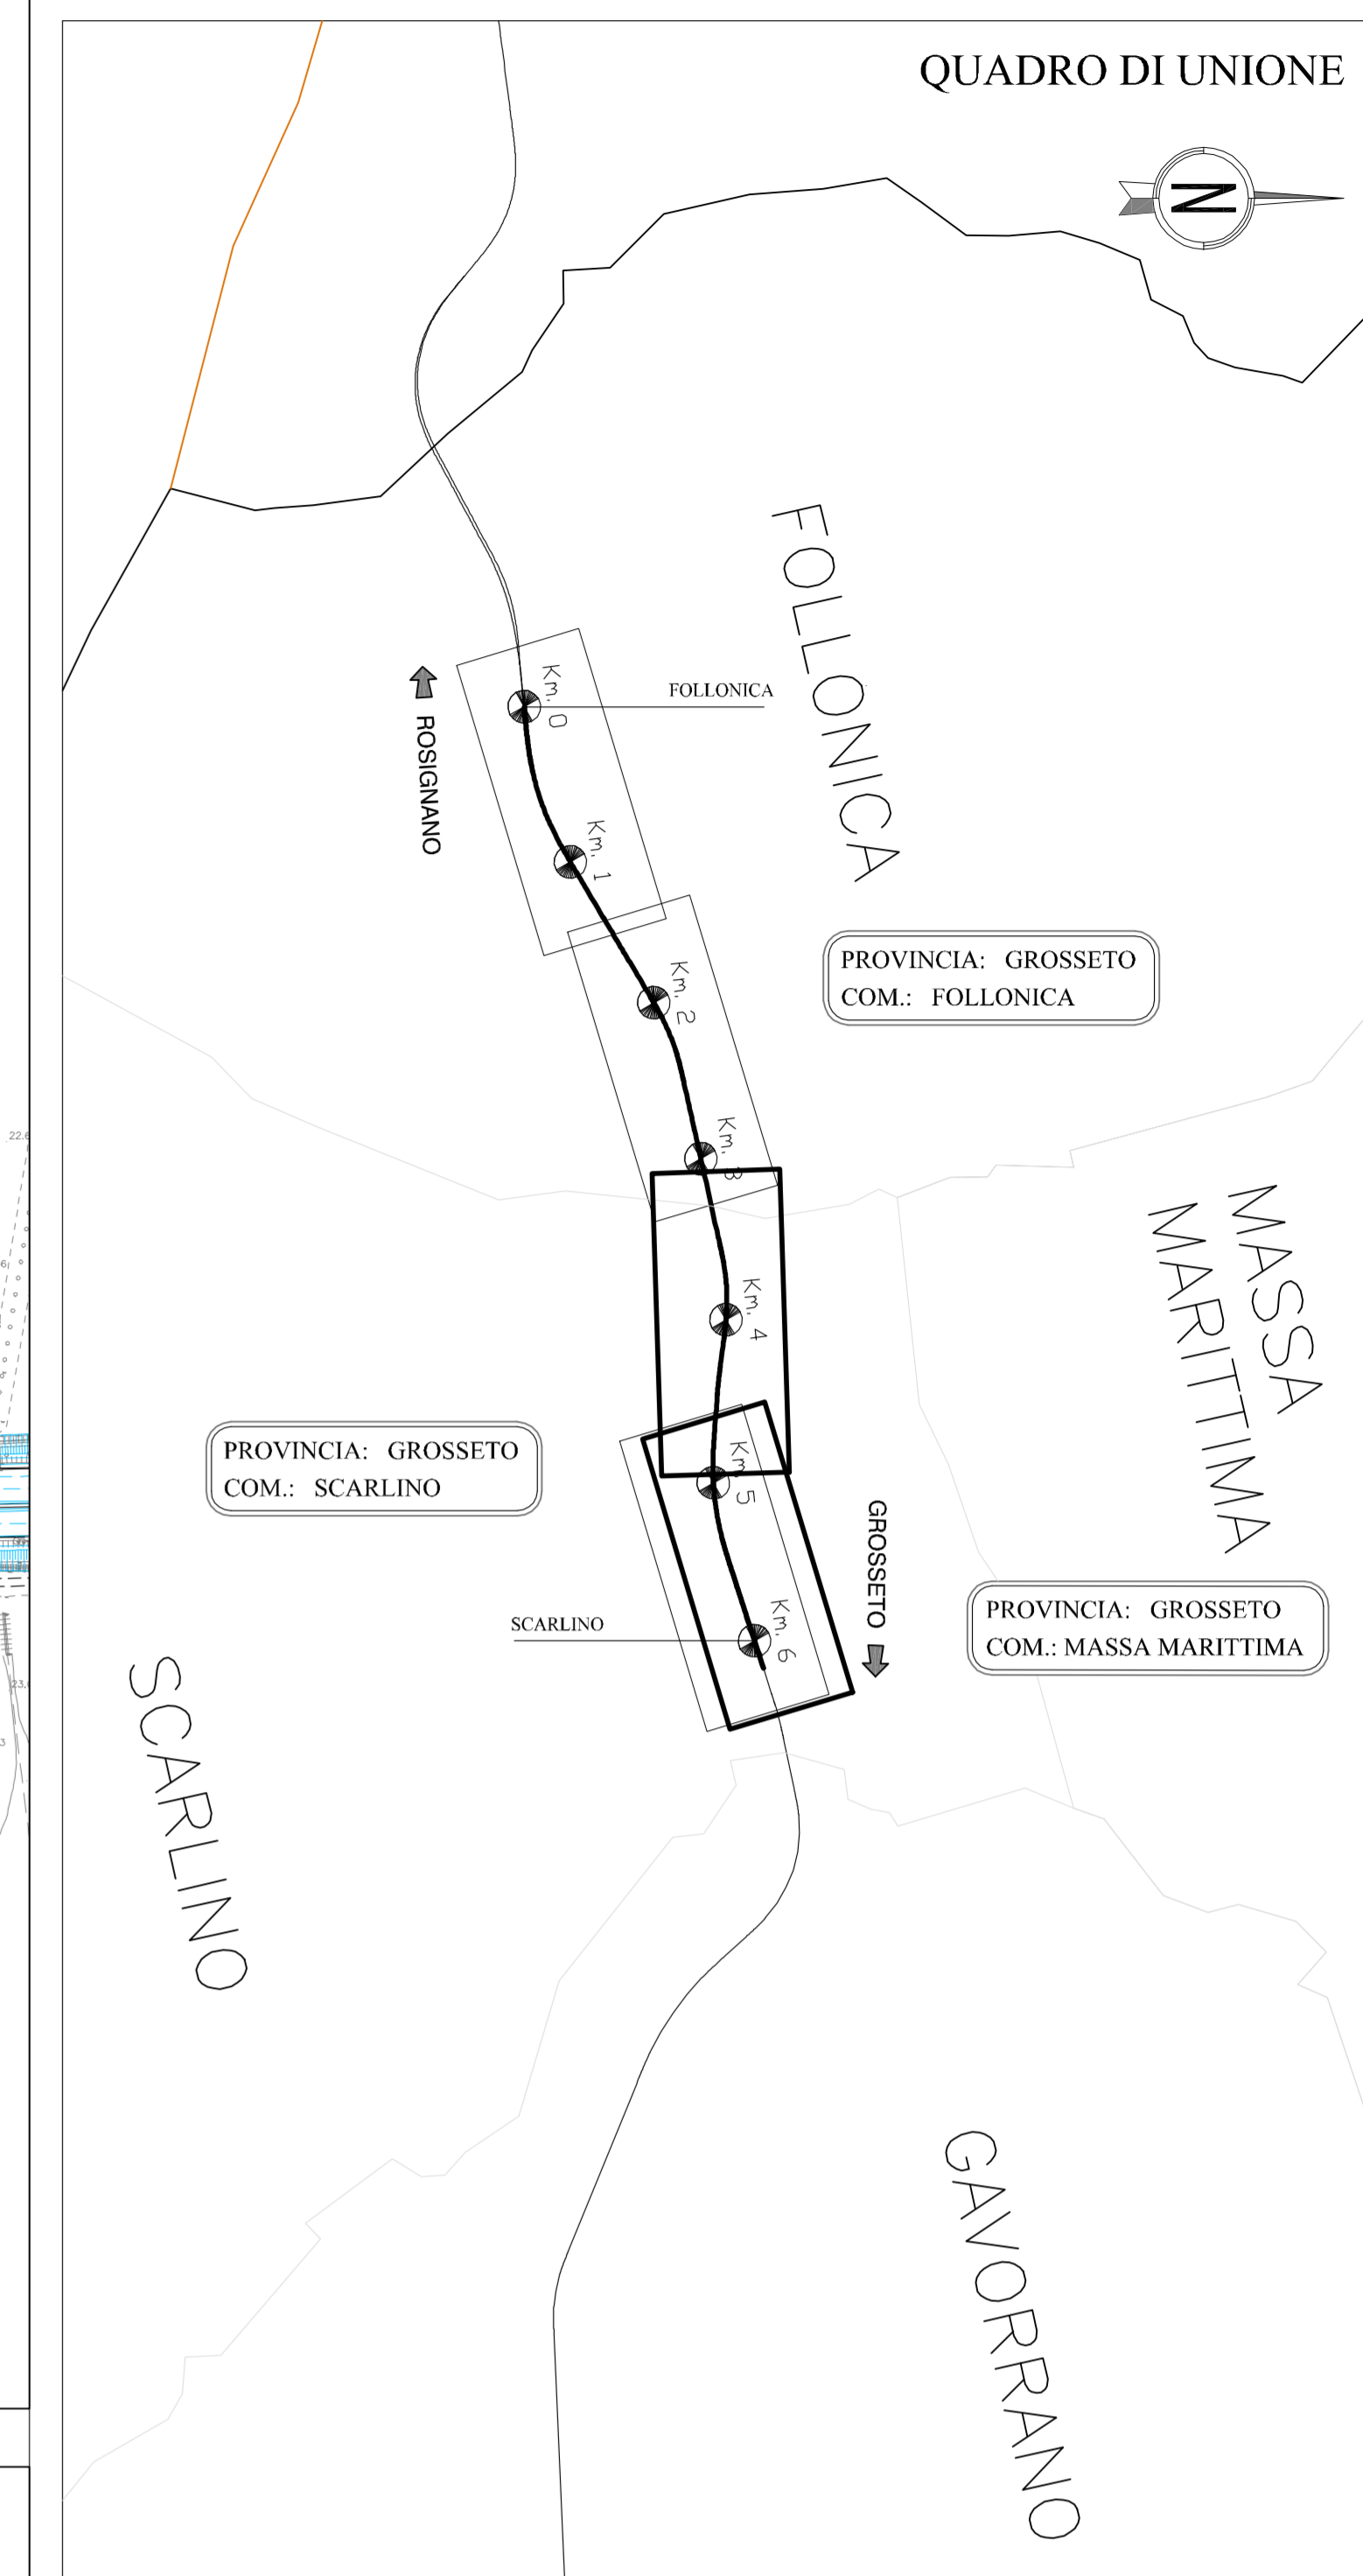 QUADRO DI UNIONE
N
FOLLONICA
Km. 0
FOLLONICA
ROSIGNANO
Km. 1
PROVINCIA: GROSSETO
COM.: FOLLONICA
Km. 2
Km. 3
MASSA
MARITTIMA
Km. 4
PROVINCIA: GROSSETO
COM.: SCARLINO
Km. 5
GROSSETO
PROVINCIA: GROSSETO
COM.: MASSA MARITTIMA
SCARLINO
Km. 6
SCARLINO
GAVORRANO